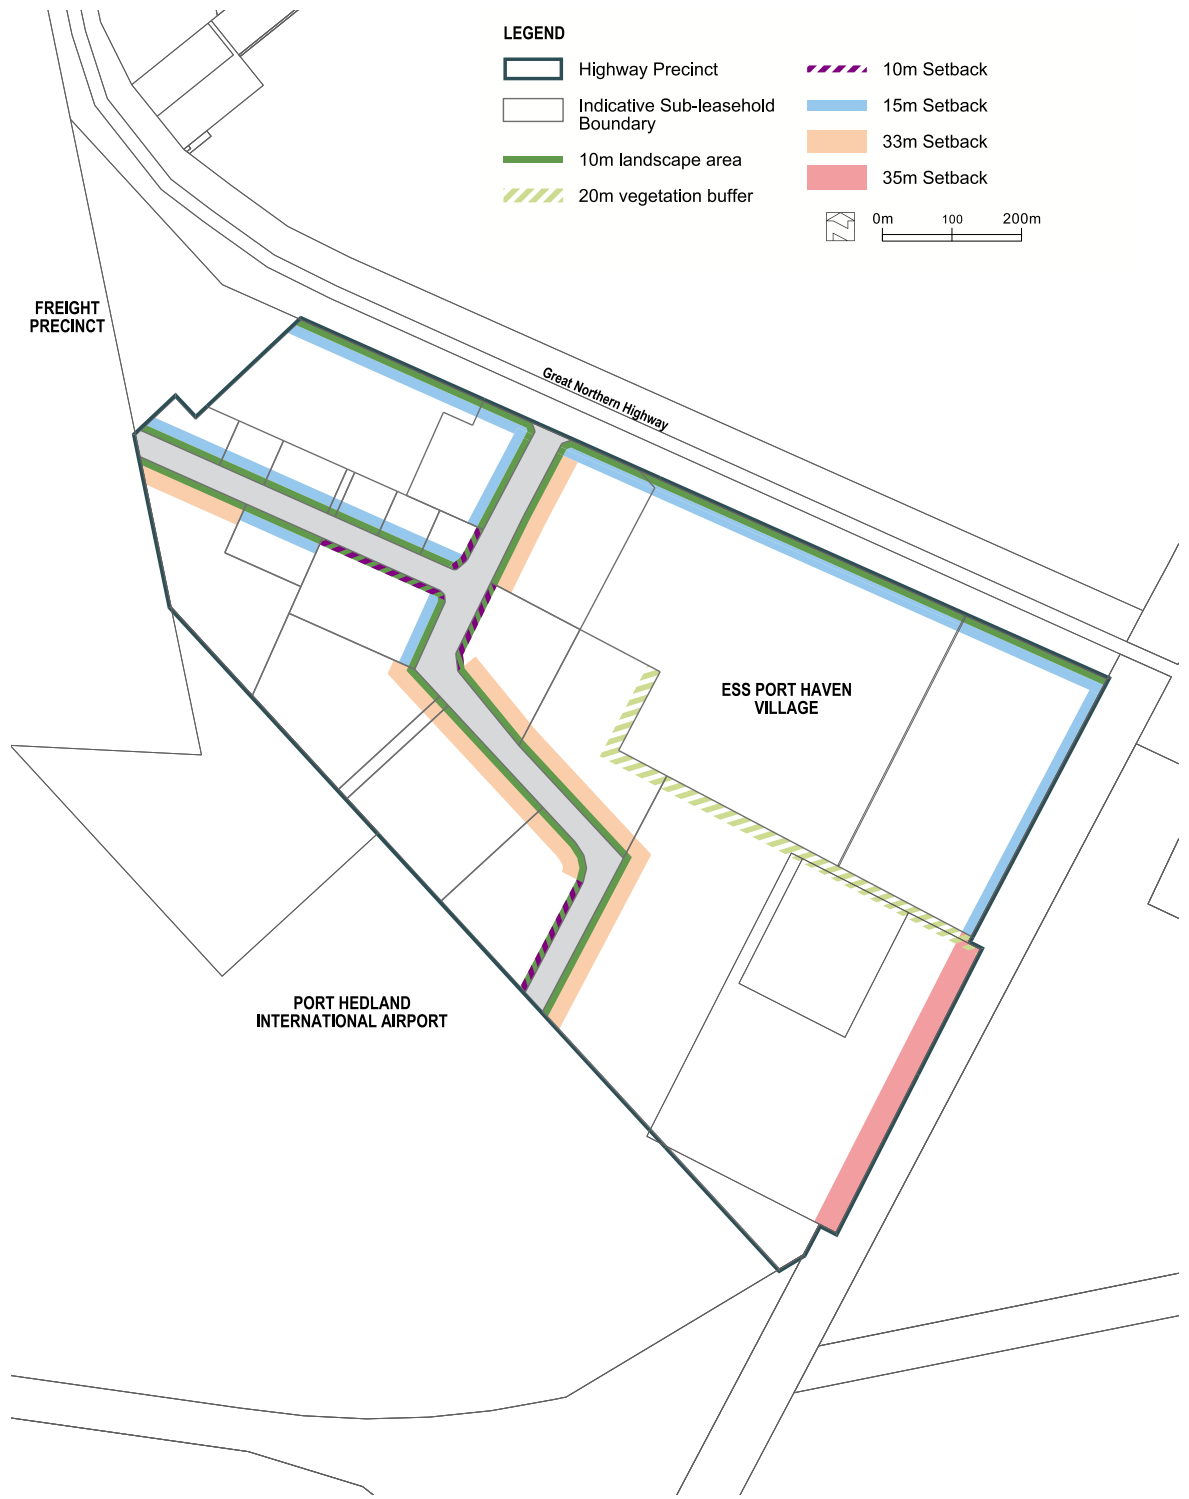 LEGEND
Highway Precinct
Indicative Sub-leasehold
Boundary
10m landscape area
20m vegetation buffer
10m Setback
15m Setback
33m Setback
35m Setback
N
0m 100 200m
FREIGHT
PRECINCT
Great Northern Highway
ESS PORT HAVEN
VILLAGE
PORT HEDLAND
INTERNATIONAL AIRPORT